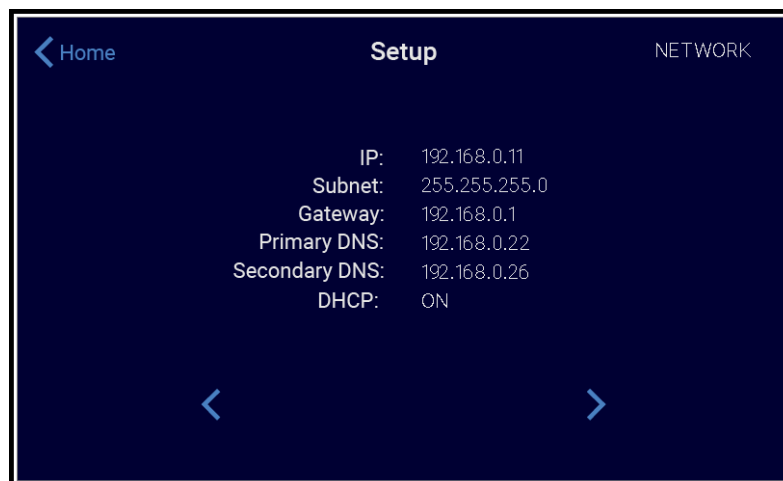 Home Setup NETWORK
IP: 192.168.0.11
Subnet: 255.255.255.0
Gateway: 192.168.0.1
Primary DNS: 192.168.0.22
Secondary DNS: 192.168.0.26
DHCP: ON